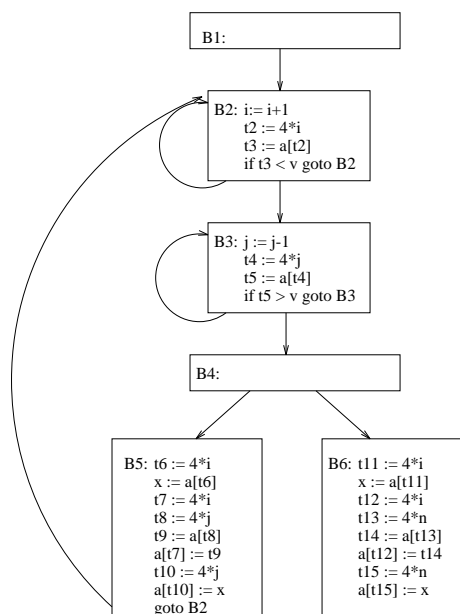 B1:
B2: i:= i+1
t2 := 4*i
t3 := a[t2]
if t3 < v goto B2
B3: j := j-1
t4 := 4*j
t5 := a[t4]
if t5 > v goto B3
B4:
B5: t6 := 4*i
x := a[t6]
t7 := 4*i
t8 := 4*j
t9 := a[t8]
a[t7] := t9
t10 := 4*j
a[t10] := x
goto B2
B6: t11 := 4*i
x := a[t11]
t12 := 4*i
t13 := 4*n
t14 := a[t13]
a[t12] := t14
t15 := 4*n
a[t15] := x